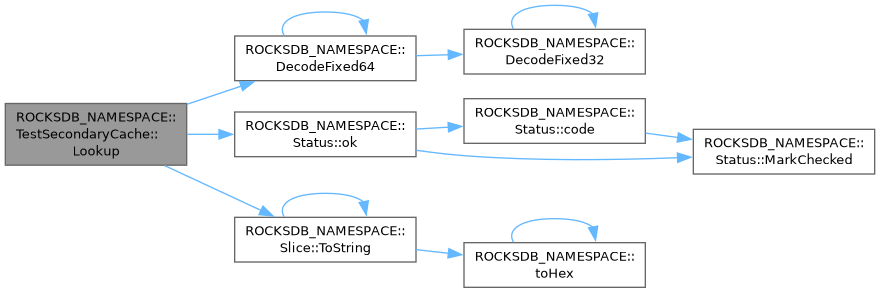 ROCKSDB_NAMESPACE::
TestSecondaryCache::
Lookup
ROCKSDB_NAMESPACE::
DecodeFixed64
ROCKSDB_NAMESPACE::
DecodeFixed32
ROCKSDB_NAMESPACE::
Status::ok
ROCKSDB_NAMESPACE::
Status::code
ROCKSDB_NAMESPACE::
Status::MarkChecked
ROCKSDB_NAMESPACE::
Slice::ToString
ROCKSDB_NAMESPACE::
toHex